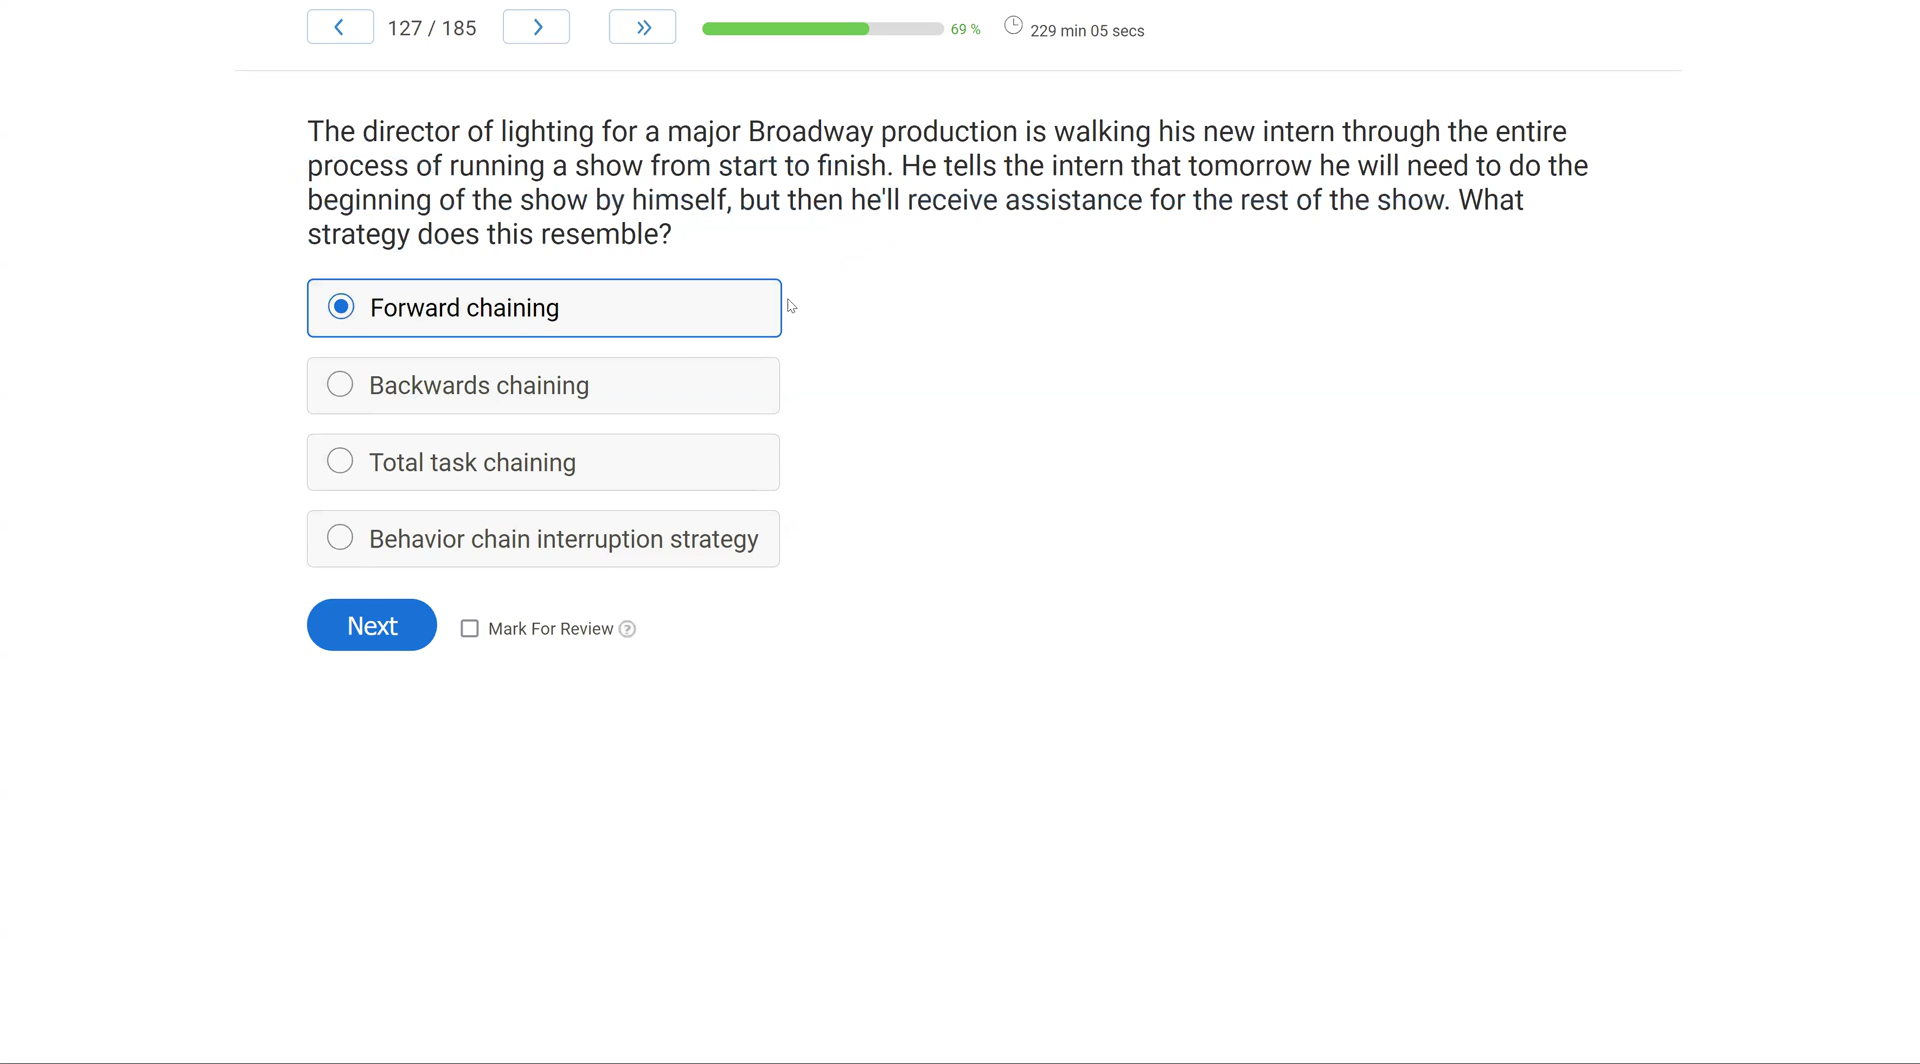 127 / 185
69 %
229 min 05 secs
The director of lighting for a major Broadway production is walking his new intern through the entire
process of running a show from start to finish. He tells the intern that tomorrow he will need to do the
beginning of the show by himself, but then he'll receive assistance for the rest of the show. What
strategy does this resemble?
Forward chaining
Backwards chaining
Total task chaining
Behavior chain interruption strategy
Next
Mark For Review ?